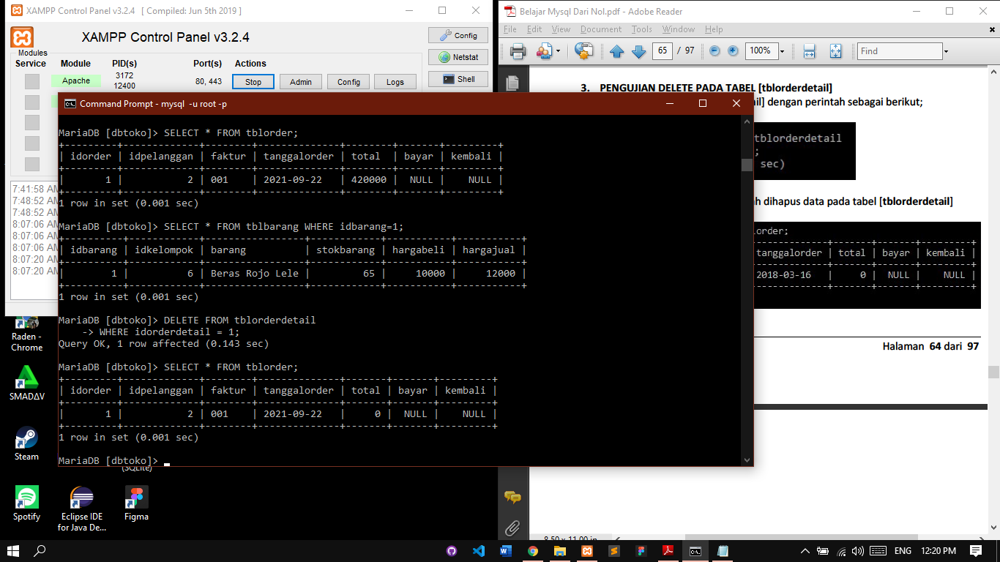 XAMPP Control Panel v3.2.4 [ Compiled: Jun 5th 2019 ]
XAMPP Control Panel v3.2.4
Modules
Service Module PID(s) Port(s) Actions
Apache 3172 80, 443 Stop Admin Config Logs
12400
Config
Netstat
Shell
7:41:58 AM
7:48:52 AM
7:48:52 AM
8:07:06 AM
8:07:06 AM
8:07:06 AM
8:07:20 AM
8:07:20 AM
Command Prompt - mysql -u root -p
MariaDB [dbtoko]> SELECT * FROM tblorder;
+---------+-------------+--------+--------------+--------+-------+---------+
| idorder | idpelanggan | faktur | tanggalorder | total | bayar | kembali |
+---------+-------------+--------+--------------+--------+-------+---------+
| 1 | 2 | 001 | 2021-09-22 | 420000 | NULL | NULL |
+---------+-------------+--------+--------------+--------+-------+---------+
1 row in set (0.001 sec)
MariaDB [dbtoko]> SELECT * FROM tblbarang WHERE idbarang=1;
+----------+------------+-----------------+------------+-----------+-----------+
| idbarang | idkelompok | barang | stokbarang | hargabeli | hargajual |
+----------+------------+-----------------+------------+-----------+-----------+
| 1 | 6 | Beras Rojo Lele | 65 | 10000 | 12000 |
+----------+------------+-----------------+------------+-----------+-----------+
1 row in set (0.001 sec)
MariaDB [dbtoko]> DELETE FROM tblorderdetail
-> WHERE idorderdetail = 1;
Query OK, 1 row affected (0.143 sec)
MariaDB [dbtoko]> SELECT * FROM tblorder;
+---------+-------------+--------+--------------+-------+-------+---------+
| idorder | idpelanggan | faktur | tanggalorder | total | bayar | kembali |
+---------+-------------+--------+--------------+-------+-------+---------+
| 1 | 2 | 001 | 2021-09-22 | 0 | NULL | NULL |
+---------+-------------+--------+--------------+-------+-------+---------+
1 row in set (0.001 sec)
MariaDB [dbtoko]>
Belajar Mysql Dari Nol.pdf - Adobe Reader
File Edit View Document Tools Window Help
65 / 97 100% Find
3. PENGUJIAN DELETE PADA TABEL [tblorderdetail]
il] dengan perintah sebagai berikut;
tblorderdetail
;
sec)
h dihapus data pada tabel [tblorderdetail]
order;
tanggalorder | total | bayar | kembali |
2018-03-16 | 0 | NULL | NULL |
Halaman 64 dari 97
8,50 x 11,00 in
Raden -
Chrome
SMADΔV
Steam
(SQLite)
Spotify
Eclipse IDE
for Java De...
Figma
ENG 12:20 PM